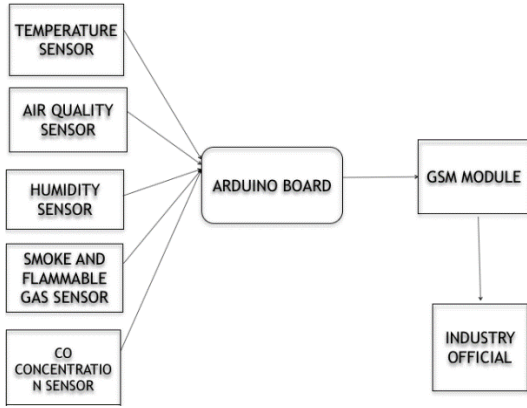 TEMPERATURE
SENSOR
AIR QUALITY
SENSOR
HUMIDITY
SENSOR
SMOKE AND
FLAMMABLE
GAS SENSOR
CO
CONCENTRATIO
N SENSOR
ARDUINO BOARD
GSM MODULE
INDUSTRY
OFFICIAL